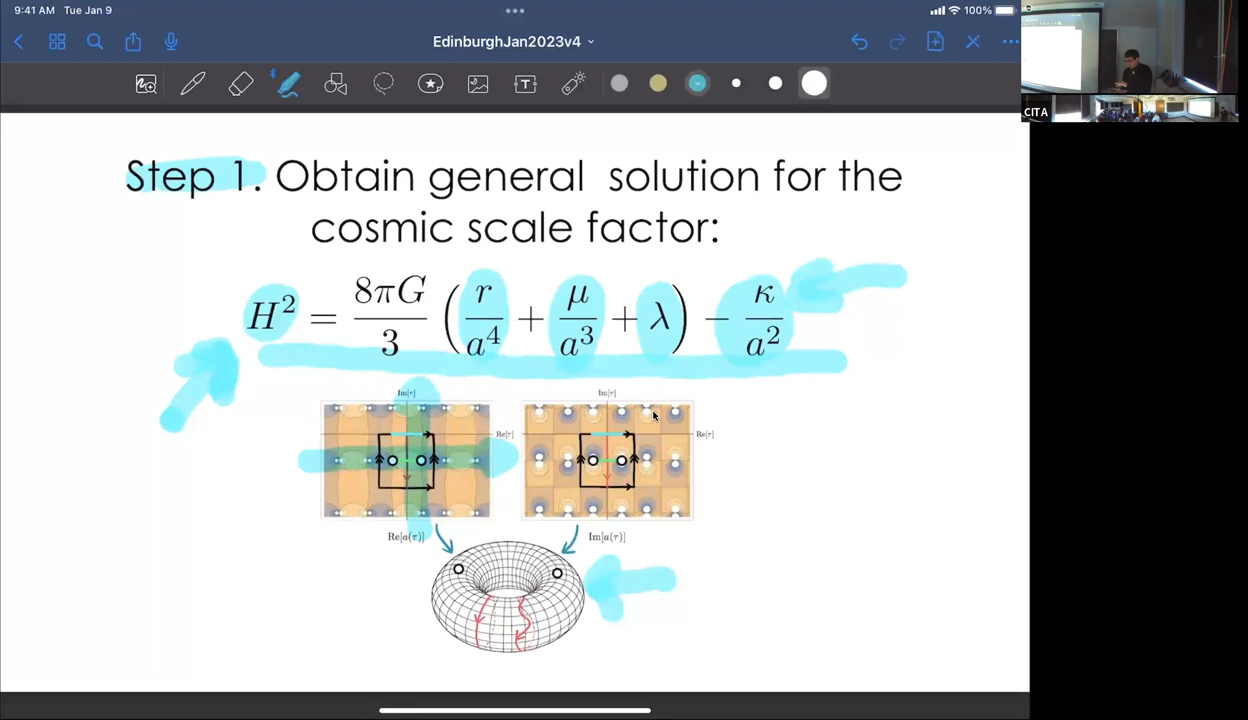 9:41 AM Tue Jan 9
100%
EdinburghJan2023v4
CITA
Step 1. Obtain general solution for the
cosmic scale factor:
H² = 8πG/3 (r/a⁴ + μ/a³ + λ) − κ/a²
Im[τ]
Im[τ]
Re[τ]
Re[τ]
Re[a(τ)]
Im[a(τ)]